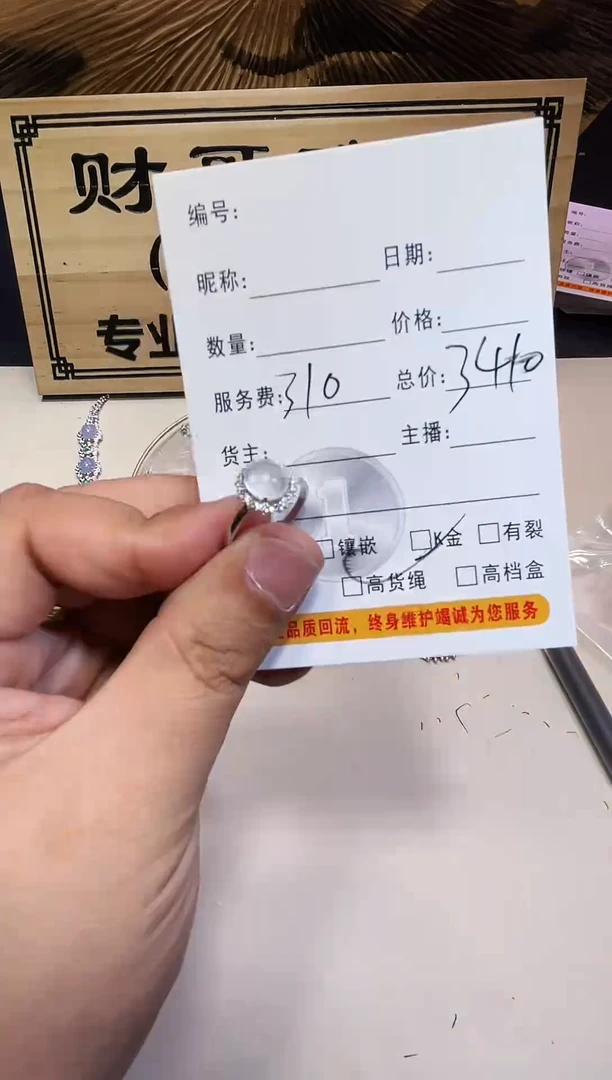 财
专业
编号:
昵称: 日期:
数量: 价格:
服务费: 310 总价: 3410
货主: 主播:
镶嵌 K金 有裂
高货绳 高档盒
品质回流，终身维护竭诚为您服务